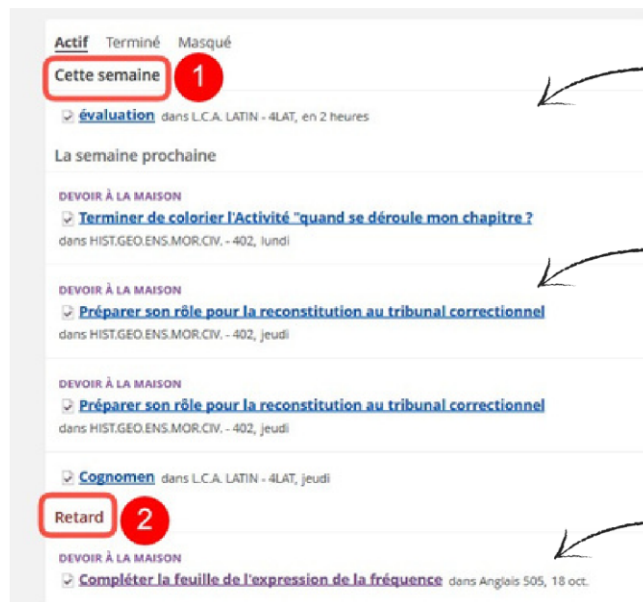 Actif Terminé Masqué
Cette semaine 1
évaluation dans L.C.A. LATIN - 4LAT, en 2 heures
La semaine prochaine
DEVOIR À LA MAISON
Terminer de colorier l'Activité "quand se déroule mon chapitre ?
dans HIST.GEO.ENS.MOR.CIV. - 402, lundi
DEVOIR À LA MAISON
Préparer son rôle pour la reconstitution au tribunal correctionnel
dans HIST.GEO.ENS.MOR.CIV. - 402, jeudi
DEVOIR À LA MAISON
Préparer son rôle pour la reconstitution au tribunal correctionnel
dans HIST.GEO.ENS.MOR.CIV. - 402, jeudi
Cognomen dans L.C.A. LATIN - 4LAT, jeudi
Retard 2
DEVOIR À LA MAISON
Compléter la feuille de l'expression de la fréquence dans Anglais 505, 18 oct.